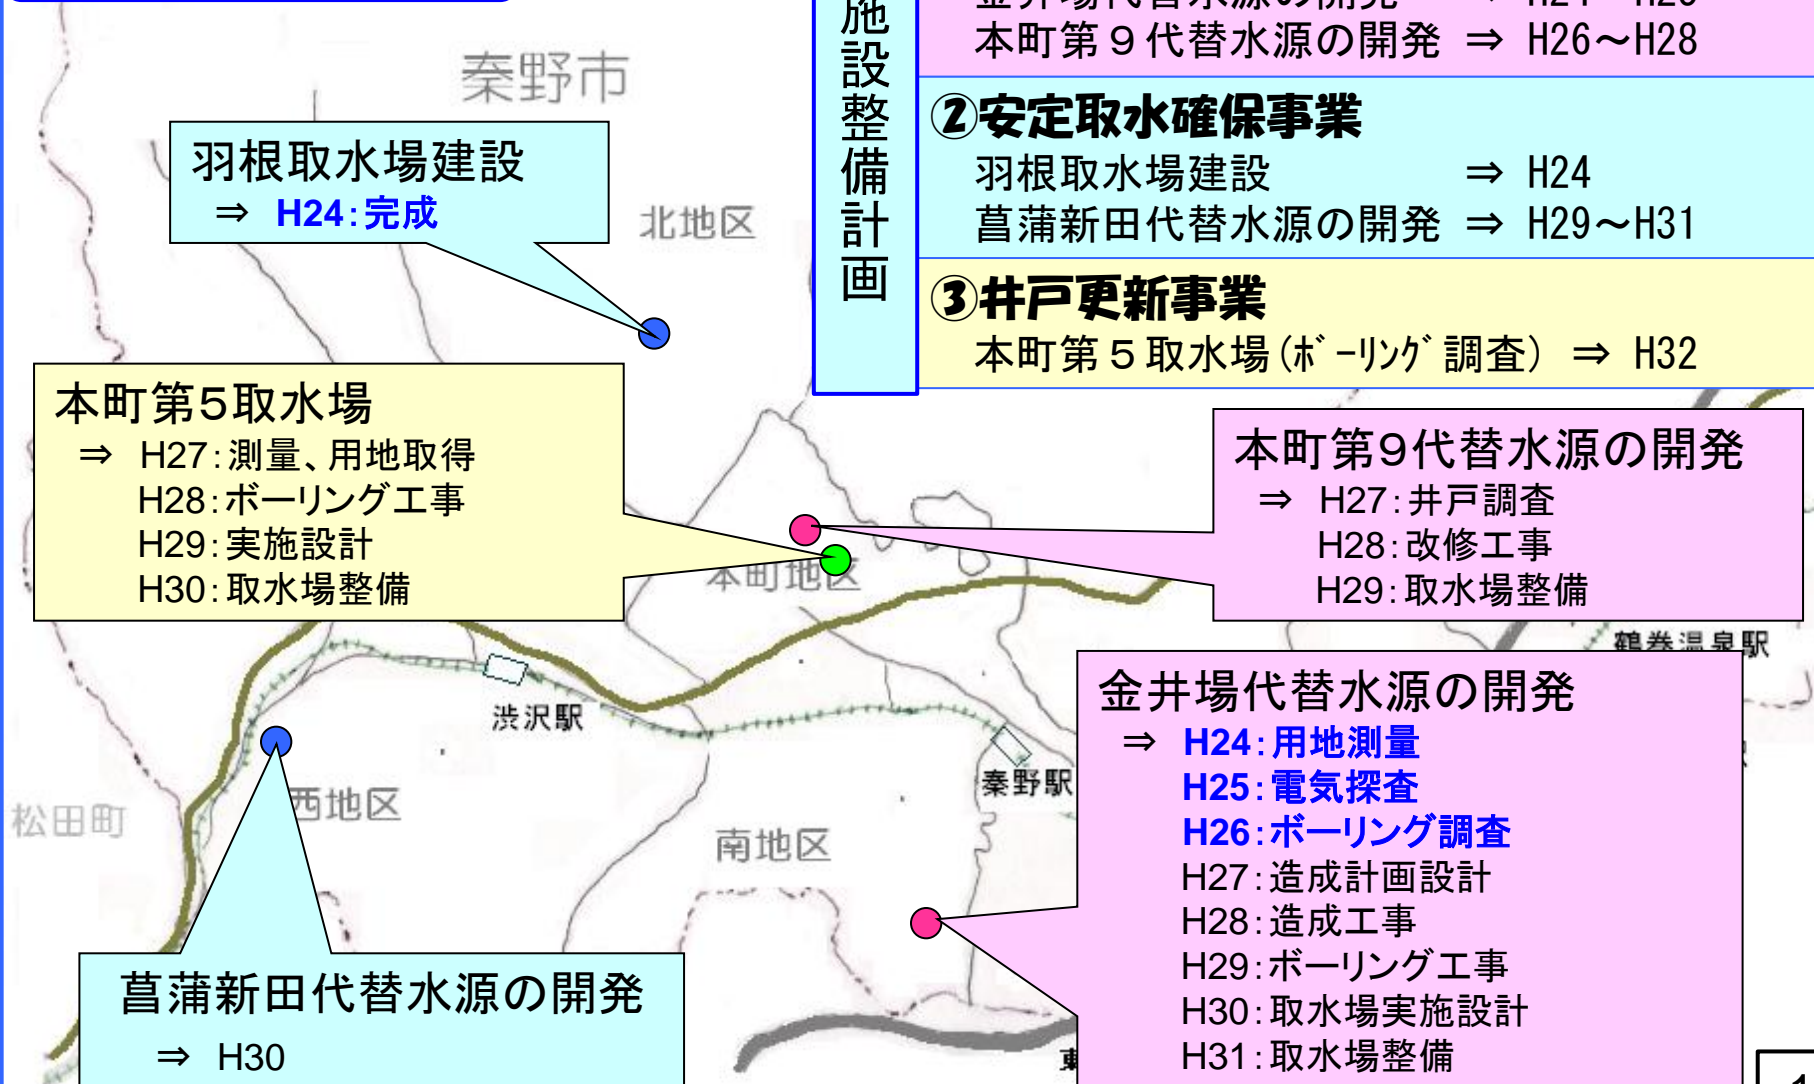 施設整備計画
本町第９代替水源の開発 ⇒ H26～H28
②安定取水確保事業
羽根取水場建設 ⇒ H24
菖蒲新田代替水源の開発 ⇒ H29～H31
③井戸更新事業
本町第５取水場(ﾎﾞｰﾘﾝｸﾞ調査) ⇒ H32
秦野市
羽根取水場建設
⇒ H24：完成
北地区
本町第5取水場
⇒ H27：測量、用地取得
H28：ボーリング工事
H29：実施設計
H30：取水場整備
本町第9代替水源の開発
⇒ H27：井戸調査
H28：改修工事
H29：取水場整備
本町地区
鶴巻温泉駅
渋沢駅
秦野駅
金井場代替水源の開発
⇒ H24：用地測量
H25：電気探査
H26：ボーリング調査
H27：造成計画設計
H28：造成工事
H29：ボーリング工事
H30：取水場実施設計
H31：取水場整備
松田町
西地区
南地区
菖蒲新田代替水源の開発
⇒ H30